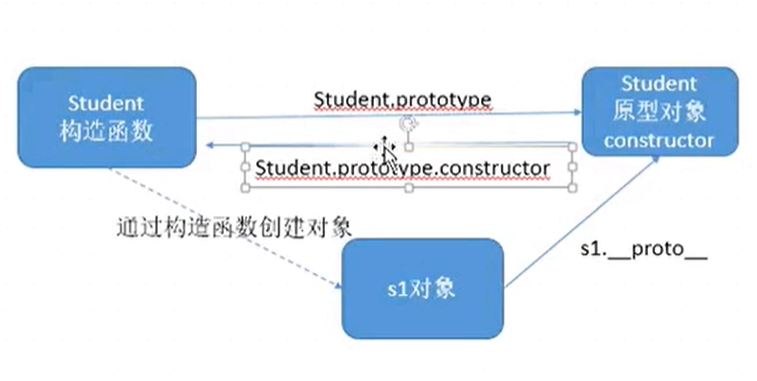 Student
构造函数
Student.prototype
Student
原型对象
constructor
Student.prototype.constructor
通过构造函数创建对象
s1对象
s1.__proto__